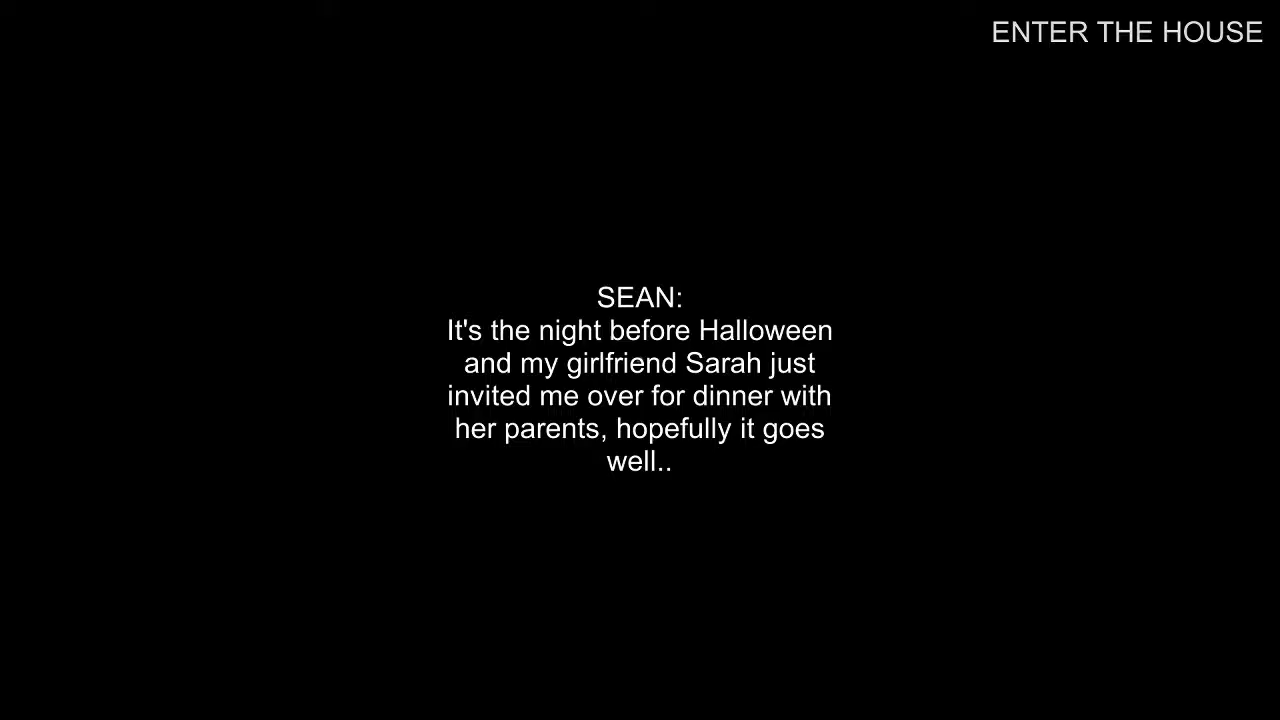 ENTER THE HOUSE
SEAN:
It's the night before Halloween
and my girlfriend Sarah just
invited me over for dinner with
her parents, hopefully it goes
well..